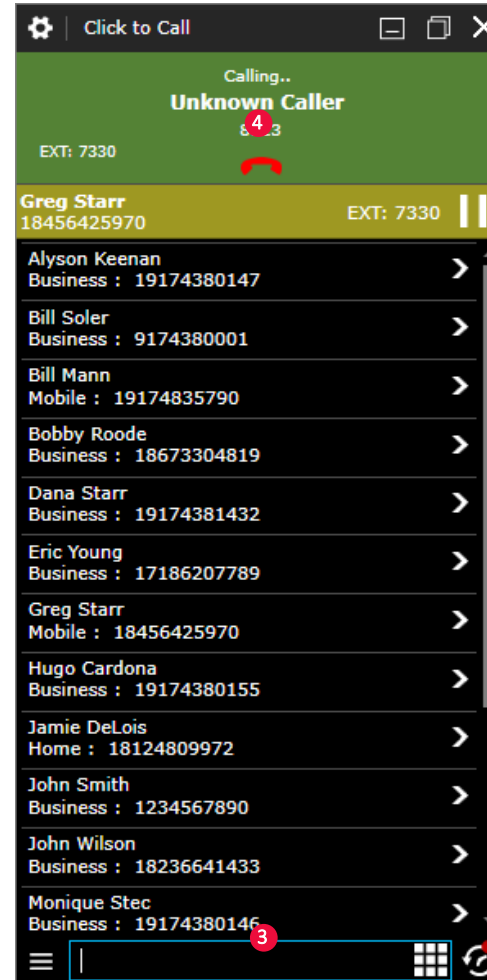 Click to Call
Calling..
Unknown Caller
4
EXT: 7330
Greg Starr
18456425970
EXT: 7330
Alyson Keenan
Business : 19174380147
Bill Soler
Business : 9174380001
Bill Mann
Mobile : 19174835790
Bobby Roode
Business : 18673304819
Dana Starr
Business : 19174381432
Eric Young
Business : 17186207789
Greg Starr
Mobile : 18456425970
Hugo Cardona
Business : 19174380155
Jamie DeLois
Home : 18124809972
John Smith
Business : 1234567890
John Wilson
Business : 18236641433
Monique Stec
Business : 19174380146
3